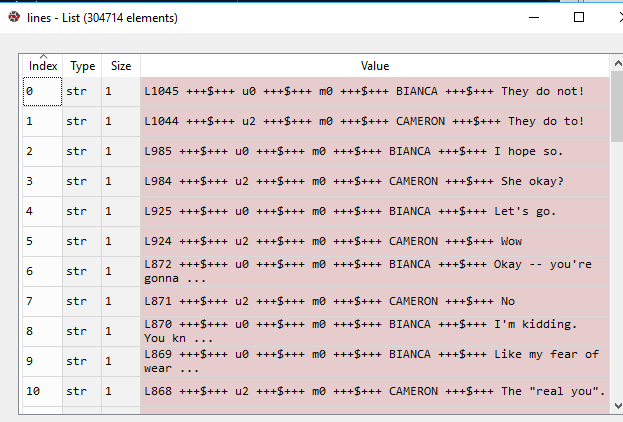 lines - List (304714 elements)
Index Type Size Value
0 str 1 L1045 +++$+++ u0 +++$+++ m0 +++$+++ BIANCA +++$+++ They do not!
1 str 1 L1044 +++$+++ u2 +++$+++ m0 +++$+++ CAMERON +++$+++ They do to!
2 str 1 L985 +++$+++ u0 +++$+++ m0 +++$+++ BIANCA +++$+++ I hope so.
3 str 1 L984 +++$+++ u2 +++$+++ m0 +++$+++ CAMERON +++$+++ She okay?
4 str 1 L925 +++$+++ u0 +++$+++ m0 +++$+++ BIANCA +++$+++ Let's go.
5 str 1 L924 +++$+++ u2 +++$+++ m0 +++$+++ CAMERON +++$+++ Wow
6 str 1 L872 +++$+++ u0 +++$+++ m0 +++$+++ BIANCA +++$+++ Okay -- you're
gonna ...
7 str 1 L871 +++$+++ u2 +++$+++ m0 +++$+++ CAMERON +++$+++ No
8 str 1 L870 +++$+++ u0 +++$+++ m0 +++$+++ BIANCA +++$+++ I'm kidding.
You kn ...
9 str 1 L869 +++$+++ u0 +++$+++ m0 +++$+++ BIANCA +++$+++ Like my fear of
wear ...
10 str 1 L868 +++$+++ u2 +++$+++ m0 +++$+++ CAMERON +++$+++ The "real you".